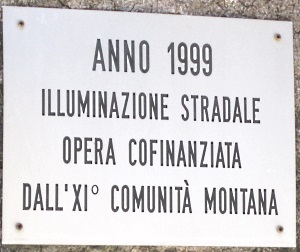 ANNO 1999
ILLUMINAZIONE STRADALE
OPERA COFINANZIATA
DALL'XI° COMUNITÀ MONTANA